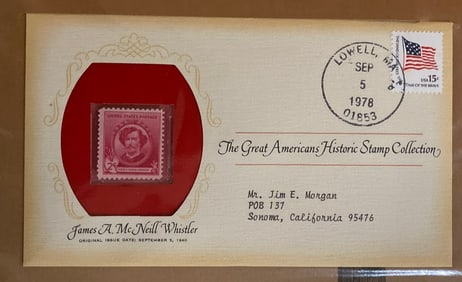 LOWELL, MA
SEP
5
1978
01853
USA 15c
UNITED STATES POSTAGE
The Great Americans Historic Stamp Collection
Mr. Jim E. Morgan
POB 137
Sonoma, California 95476
James A. McNeill Whistler
ORIGINAL ISSUE DATE: SEPTEMBER 5, 1940